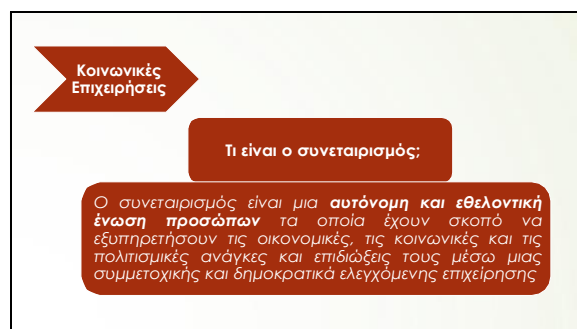 Κοινωνικές
Επιχειρήσεις
Τι είναι ο συνεταιρισμός;
Ο συνεταιρισμός είναι μια αυτόνομη και εθελοντική
ένωση προσώπων τα οποία έχουν σκοπό να
εξυπηρετήσουν τις οικονομικές, τις κοινωνικές και τις
πολιτισμικές ανάγκες και επιδιώξεις τους μέσω μιας
συμμετοχικής και δημοκρατικά ελεγχόμενης επιχείρησης